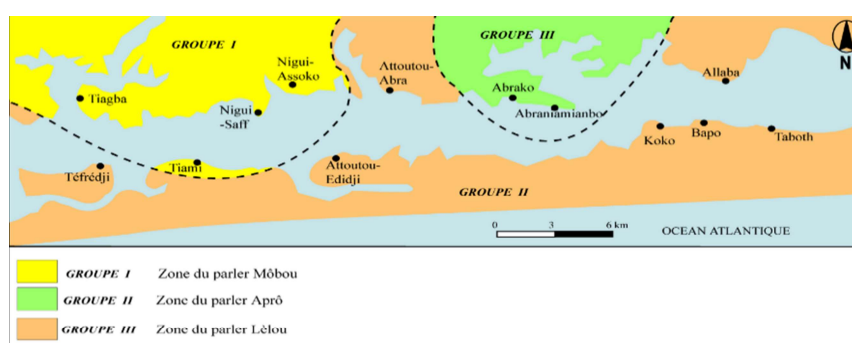 GROUPE I
GROUPE III
N
Nigui-
Assoko
Attoutou-
Abra
Allaba
Tiagba
Nigui
-Saff
Abrako
Abraniamianbo
Koko
Bapo
Taboth
Téfrédji
Tiami
Attoutou-
Edidji
GROUPE II
0 3 6 km
OCEAN ATLANTIQUE
GROUPE I Zone du parler Môbou
GROUPE II Zone du parler Aprô
GROUPE III Zone du parler Lèlou